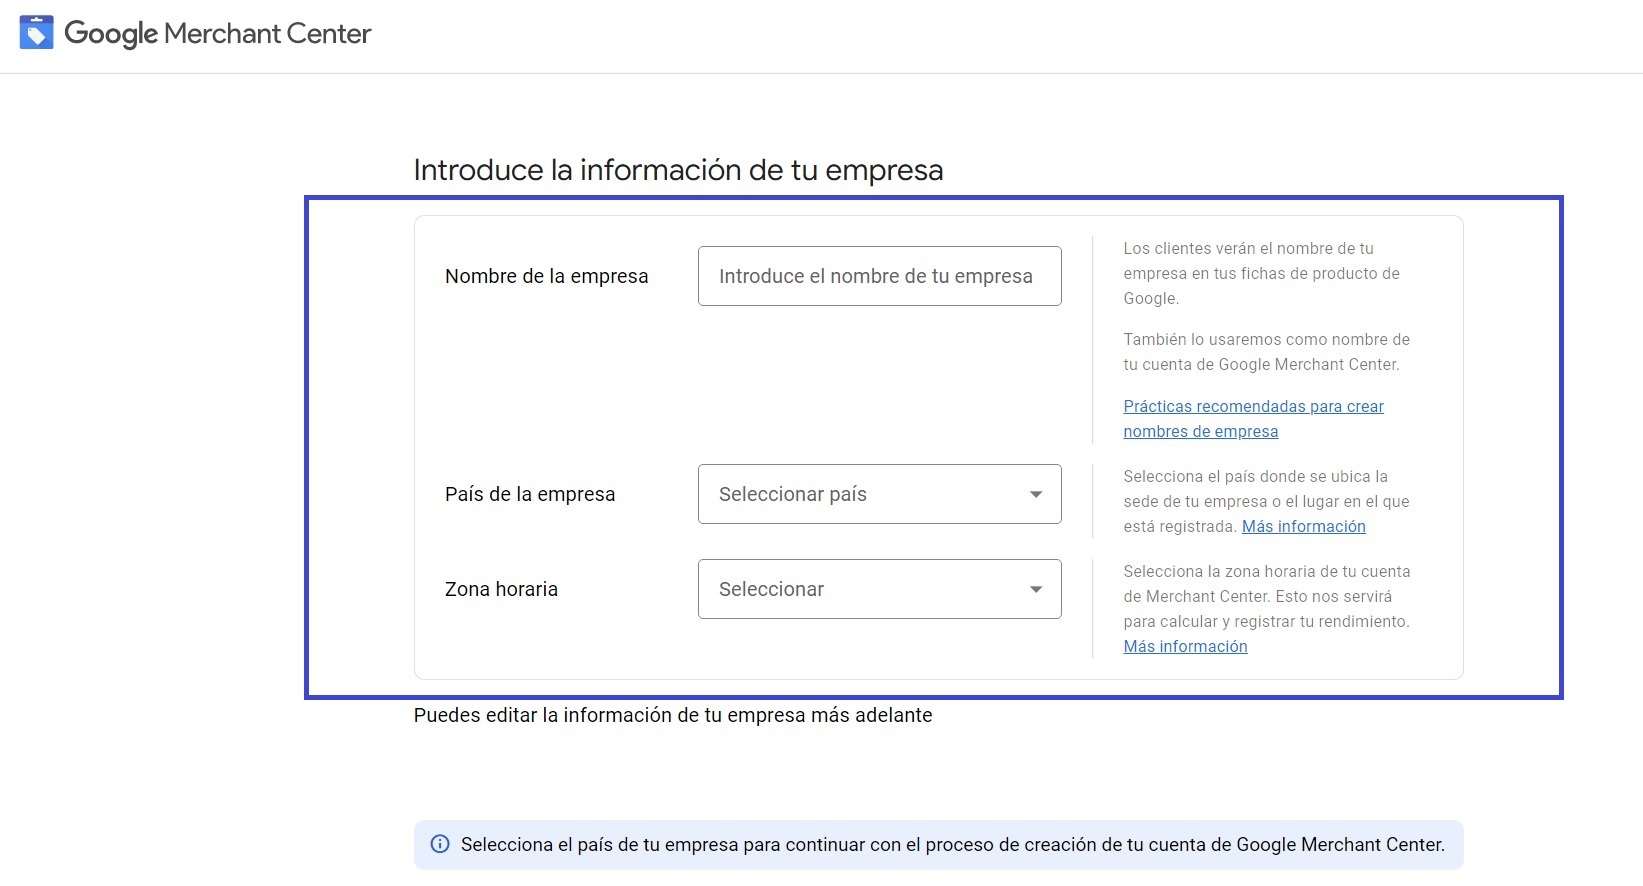 Google Merchant Center
Introduce la información de tu empresa
Nombre de la empresa
Introduce el nombre de tu empresa
Los clientes verán el nombre de tu
empresa en tus fichas de producto de
Google.
También lo usaremos como nombre de
tu cuenta de Google Merchant Center.
Prácticas recomendadas para crear
nombres de empresa
País de la empresa
Seleccionar país
Selecciona el país donde se ubica la
sede de tu empresa o el lugar en el que
está registrada. Más información
Zona horaria
Seleccionar
Selecciona la zona horaria de tu cuenta
de Merchant Center. Esto nos servirá
para calcular y registrar tu rendimiento.
Más información
Puedes editar la información de tu empresa más adelante
Selecciona el país de tu empresa para continuar con el proceso de creación de tu cuenta de Google Merchant Center.